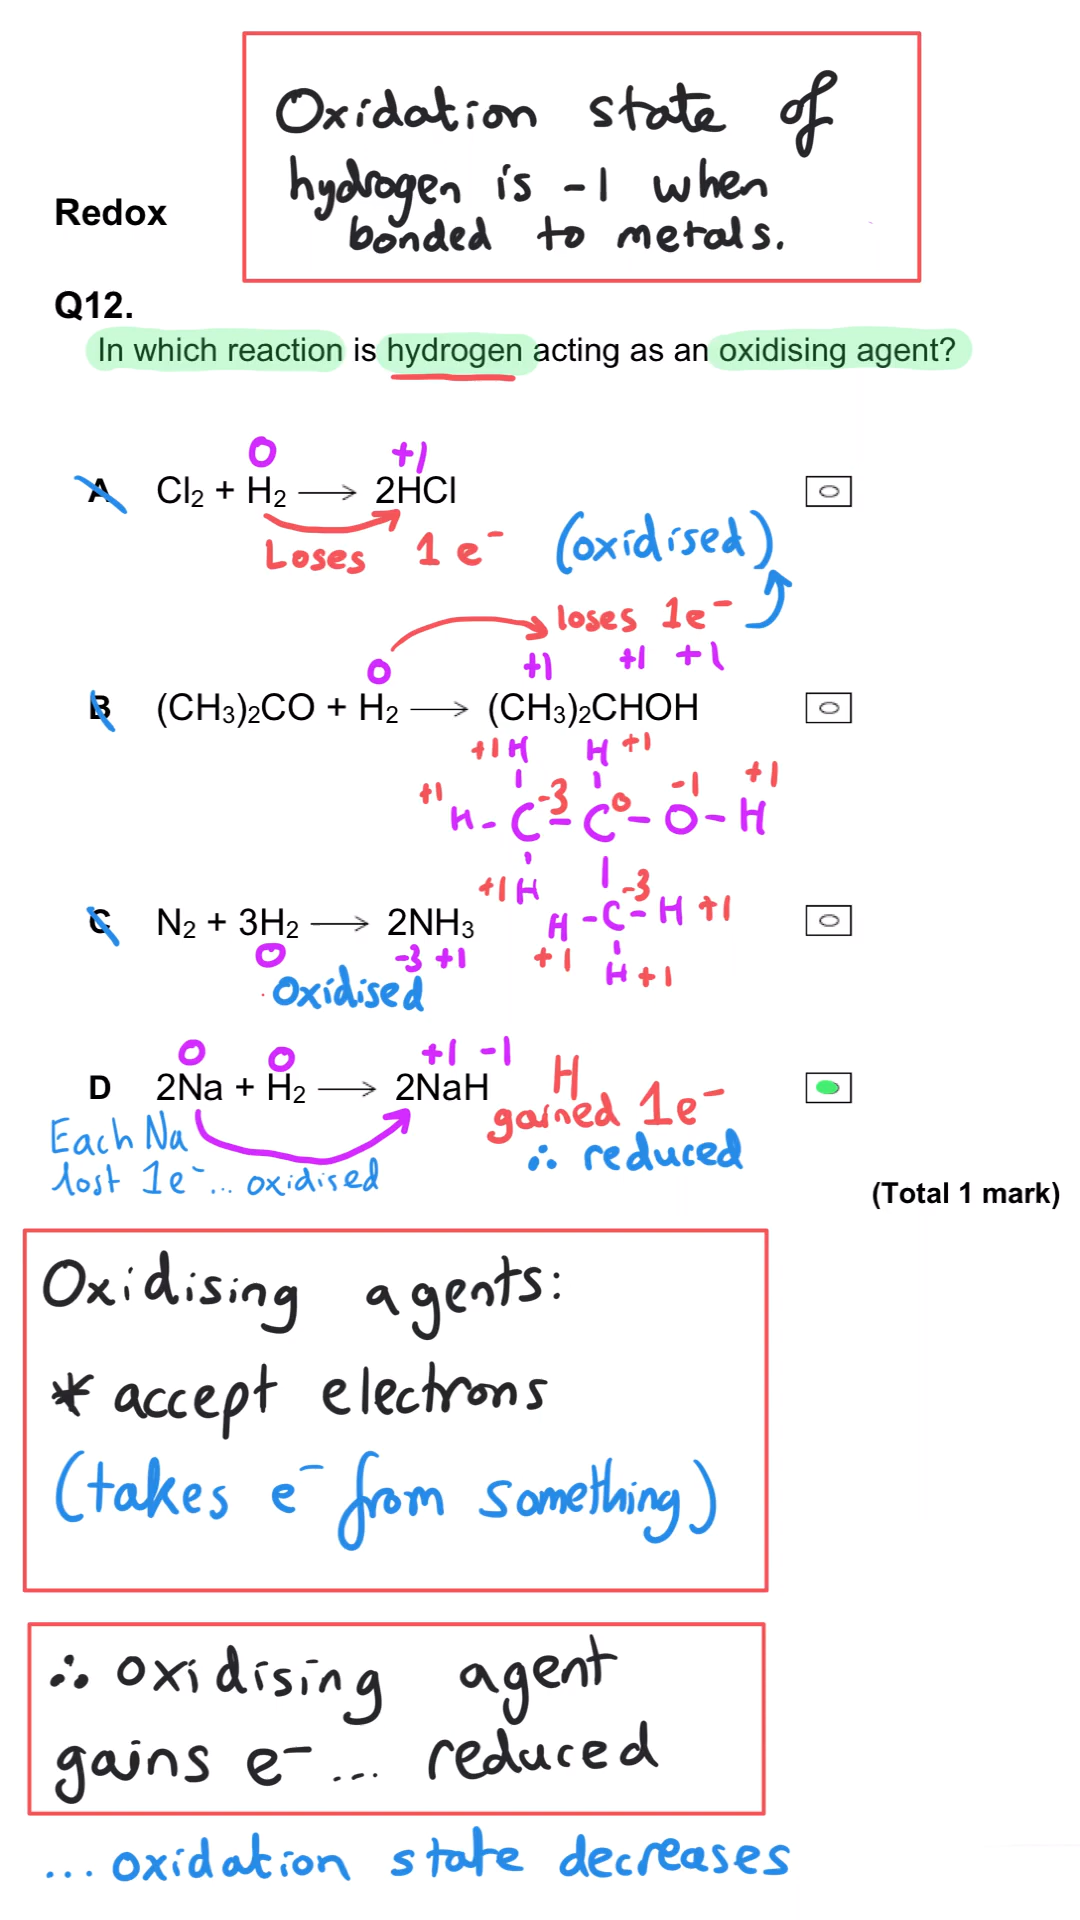 Oxidation state of
hydrogen is -1 when
bonded to metals.
Redox
Q12.
In which reaction is hydrogen acting as an oxidising agent?
0 +1
A Cl2 + H2 → 2HCl
Loses 1 e⁻ (oxidised)
loses 1e⁻
0 +1 +1 +1
B (CH3)2CO + H2 → (CH3)2CHOH
+1 H H +1
+1 H - C -3 - C 0 - O -1 - H +1
+1 H
H - C -3 - H +1
+1 H +1
C N2 + 3H2 → 2NH3
0 -3 +1
Oxidised
0 0 +1 -1
D 2Na + H2 → 2NaH
H
gained 1e⁻
∴ reduced
Each Na
lost 1e⁻... oxidised
(Total 1 mark)
Oxidising agents:
* accept electrons
(takes e⁻ from something)
∴ oxidising agent
gains e⁻... reduced
... oxidation state decreases